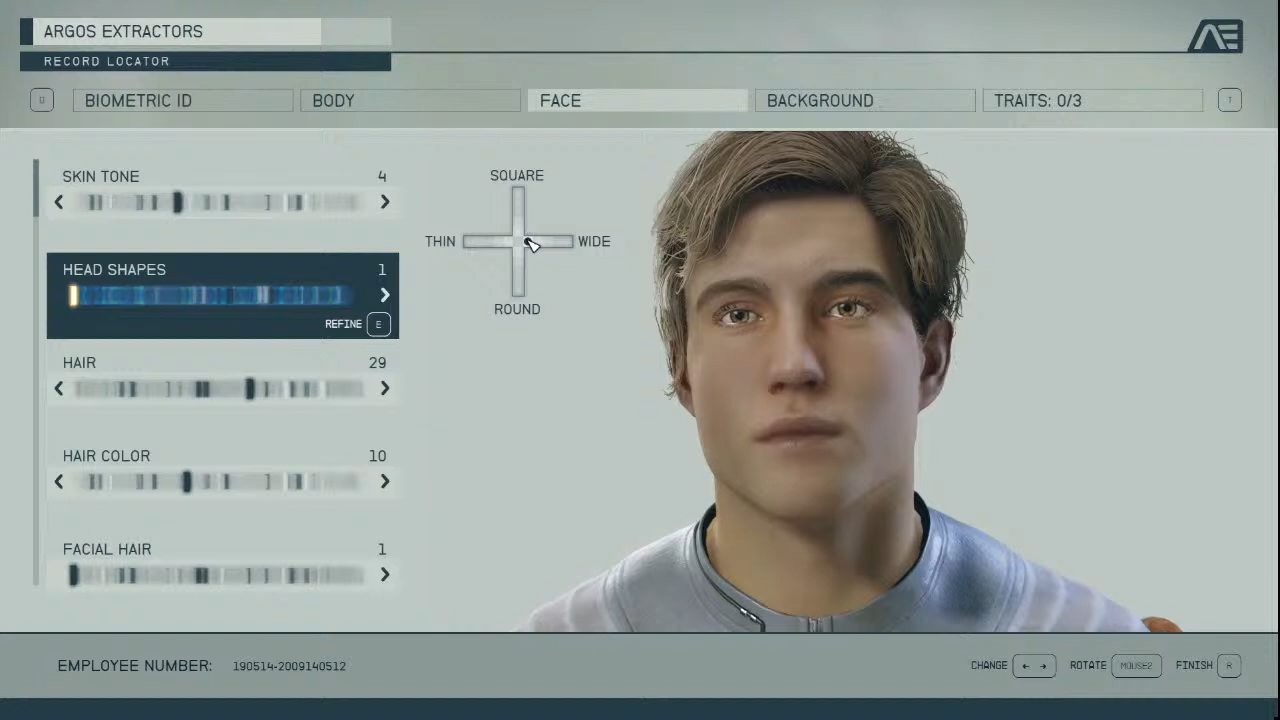 ARGOS EXTRACTORS
RECORD LOCATOR
BIOMETRIC ID
BODY
FACE
BACKGROUND
TRAITS: 0/3
T
SKIN TONE 4
HEAD SHAPES 1
REFINE E
HAIR 29
HAIR COLOR 10
FACIAL HAIR 1
SQUARE
THIN WIDE
ROUND
EMPLOYEE NUMBER: 190514-2009140512
CHANGE ← →
ROTATE MOUSE2
FINISH R